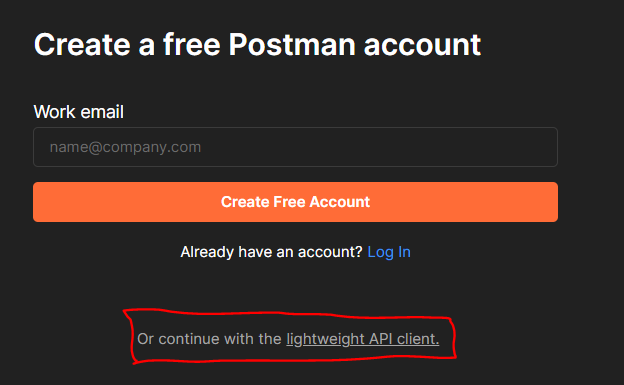 Create a free Postman account
Work email
name@company.com
Create Free Account
Already have an account? Log In
Or continue with the lightweight API client.